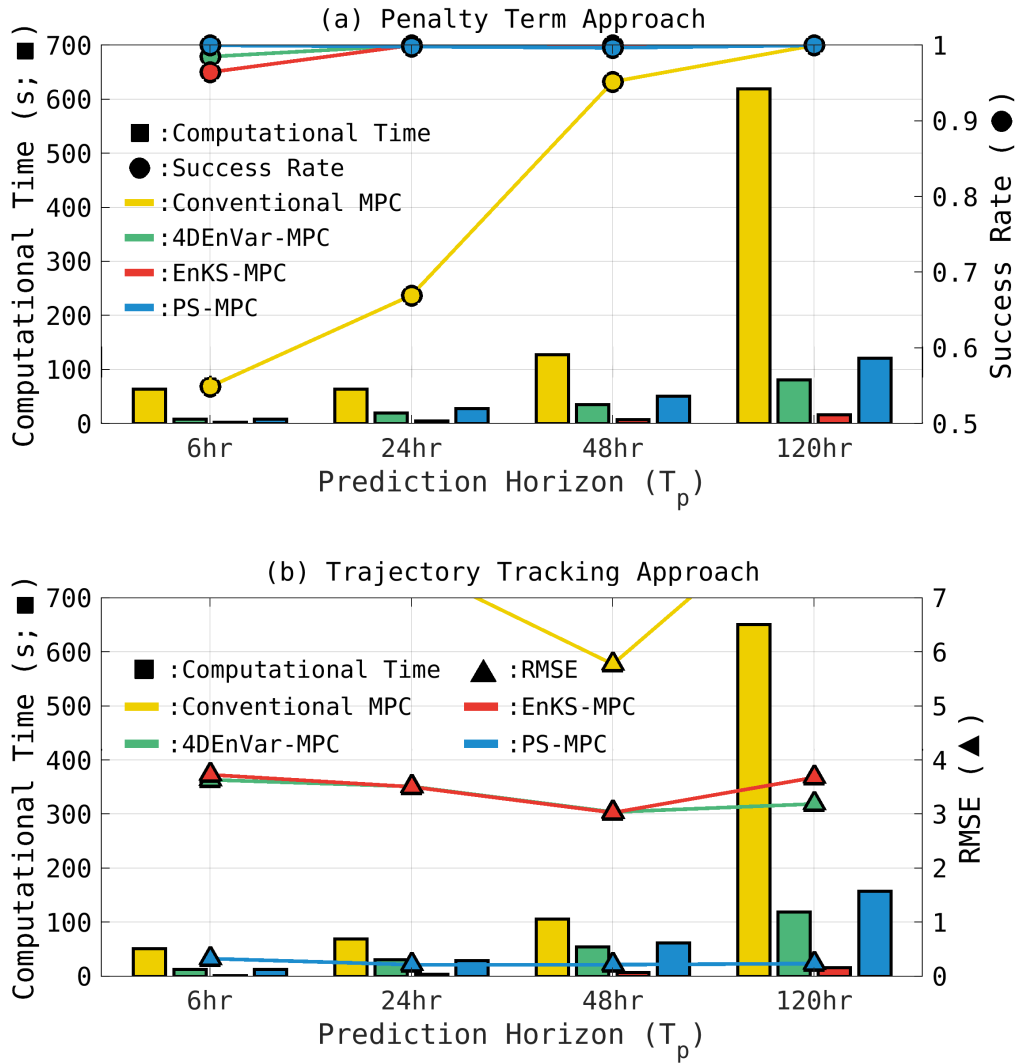 (a) Penalty Term Approach
Computational Time (s; ■)
700
600
500
400
300
200
100
0
■:Computational Time
●:Success Rate
:Conventional MPC
:4DEnVar-MPC
:EnKS-MPC
:PS-MPC
1
0.9
0.8
0.7
0.6
0.5
Success Rate (●)
6hr 24hr 48hr 120hr
Prediction Horizon (Tp)
(b) Trajectory Tracking Approach
Computational Time (s; ■)
700
600
500
400
300
200
100
0
■:Computational Time ▲:RMSE
:Conventional MPC :EnKS-MPC
:4DEnVar-MPC :PS-MPC
7
6
5
4
3
2
1
0
RMSE (▲)
6hr 24hr 48hr 120hr
Prediction Horizon (Tp)